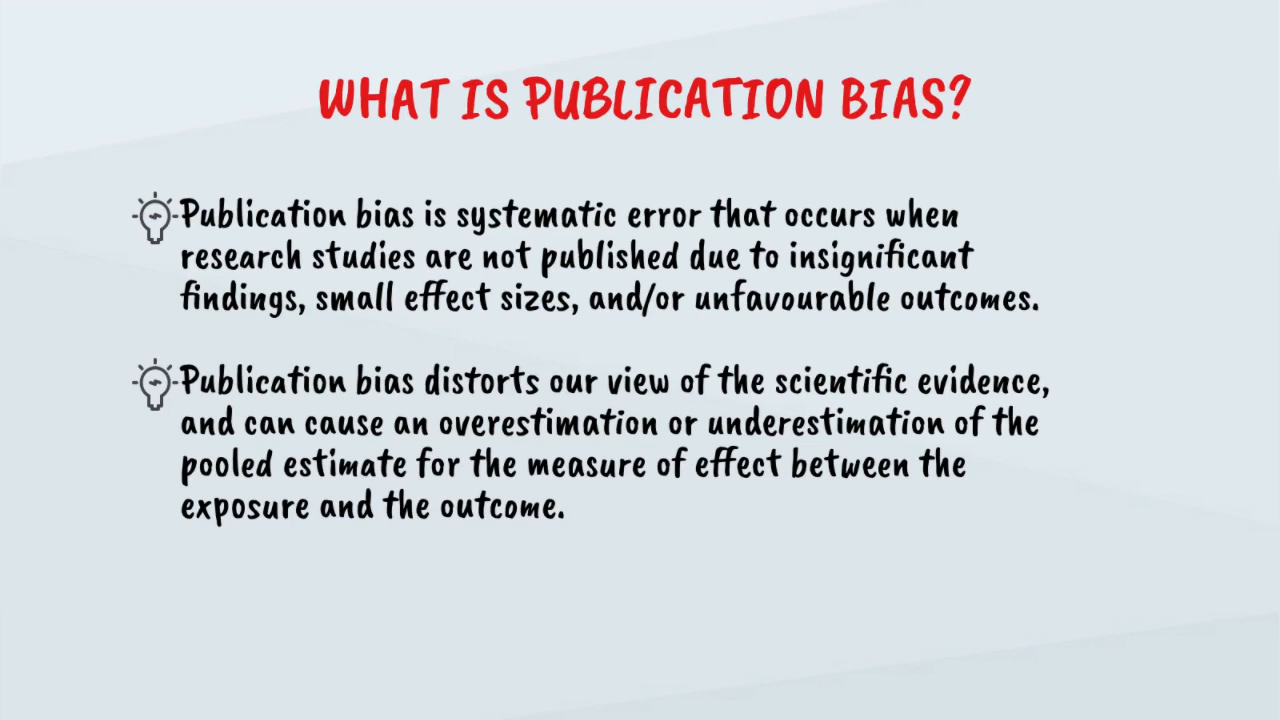 WHAT IS PUBLICATION BIAS?
Publication bias is systematic error that occurs when
research studies are not published due to insignificant
findings, small effect sizes, and/or unfavourable outcomes.
Publication bias distorts our view of the scientific evidence,
and can cause an overestimation or underestimation of the
pooled estimate for the measure of effect between the
exposure and the outcome.